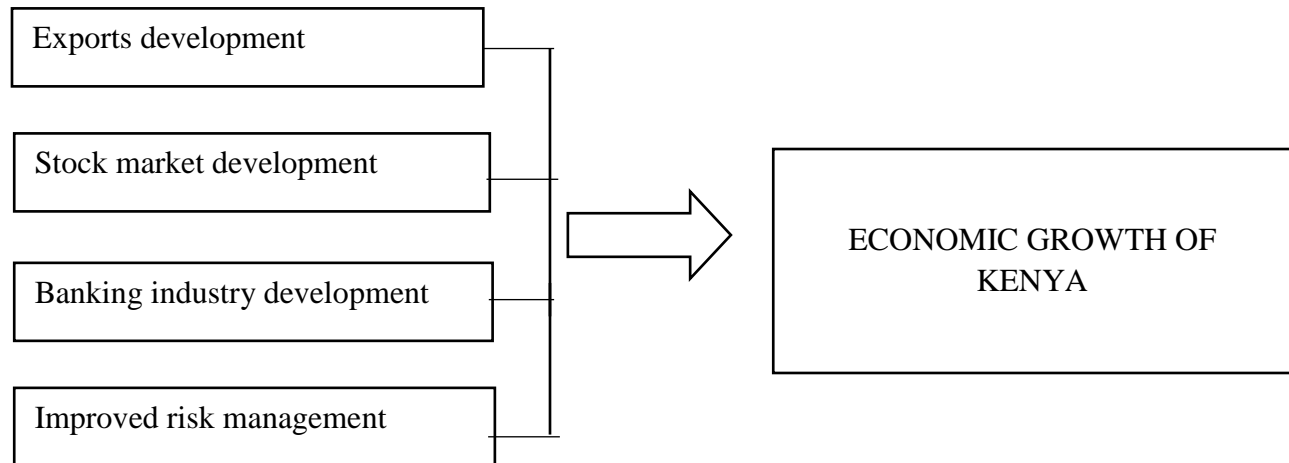 Exports development
Stock market development
Banking industry development
Improved risk management
ECONOMIC GROWTH OF
KENYA